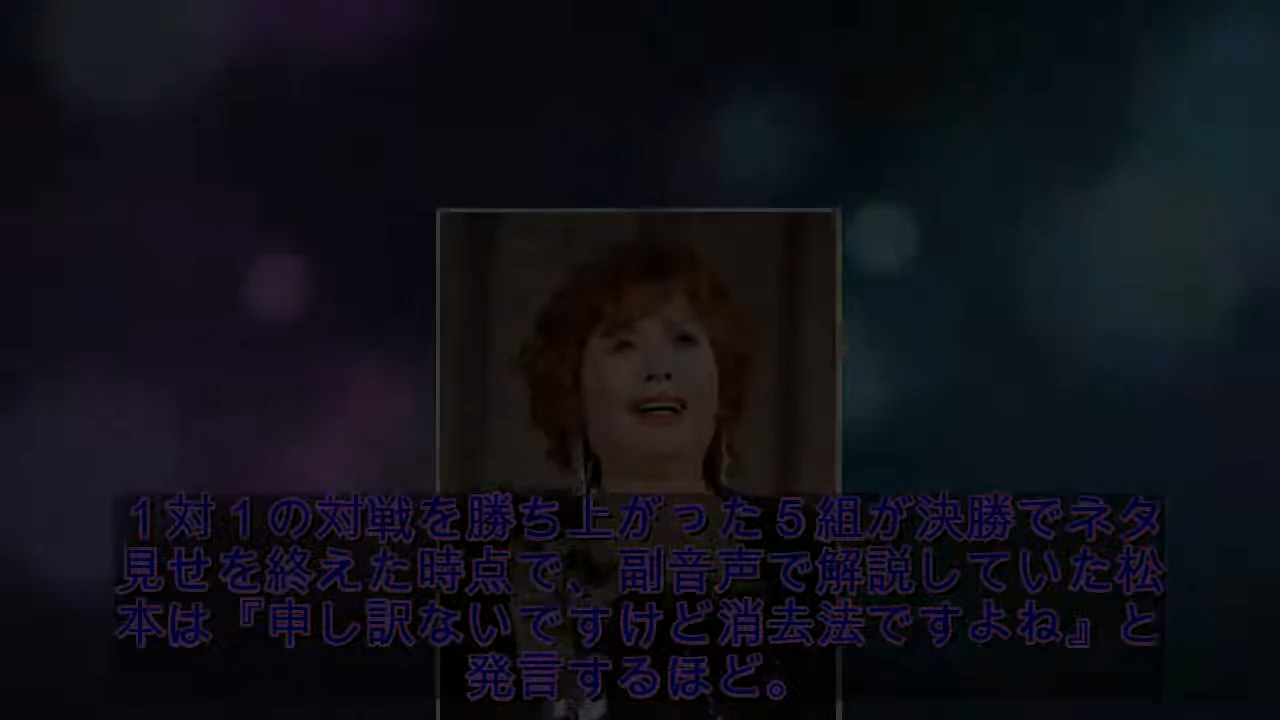 １対１の対戦を勝ち上がった５組が決勝でネタ
見せを終えた時点で、副音声で解説していた松
本は『申し訳ないですけど消去法ですよね』と
発言するほど。